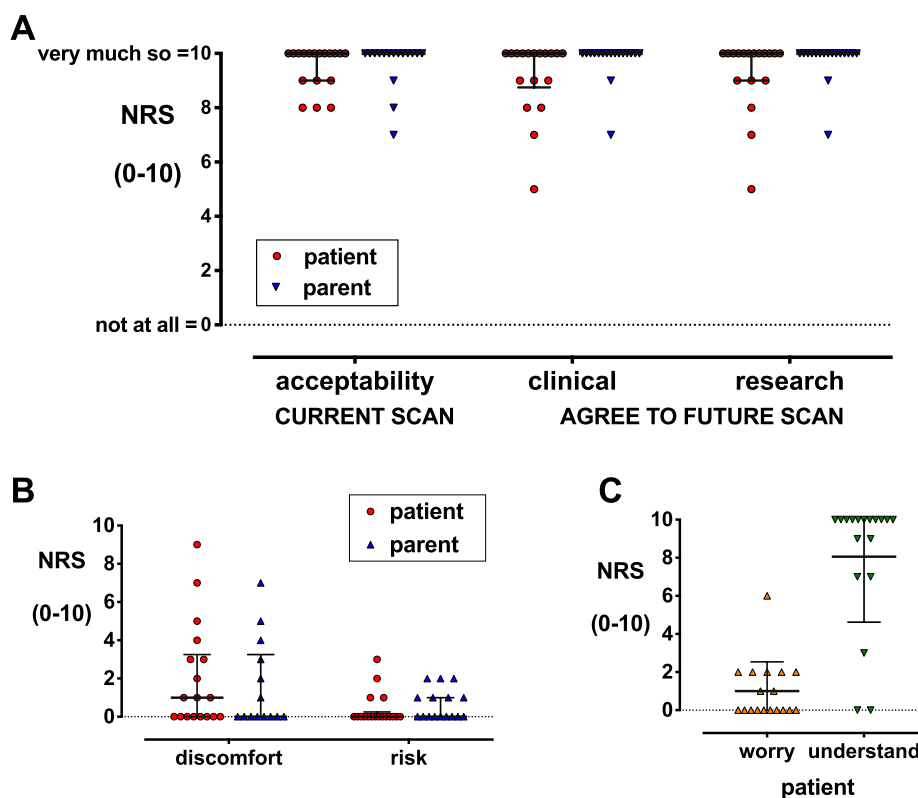 A
very much so =10
NRS
(0-10)
8
6
4
2
not at all = 0
patient
parent
acceptability clinical research
CURRENT SCAN AGREE TO FUTURE SCAN
B
NRS
(0-10)
10
8
6
4
2
0
patient
parent
discomfort risk
C
NRS
(0-10)
10
8
6
4
2
0
worry understand
patient